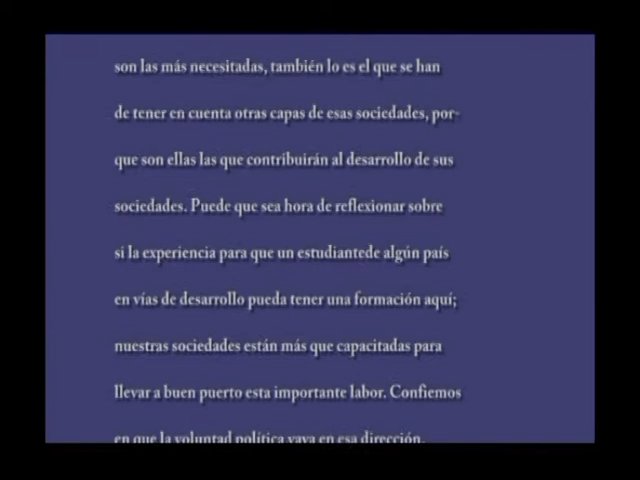 son las más necesitadas, también lo es el que se han
de tener en cuenta otras capas de esas sociedades, por-
que son ellas las que contribuirán al desarrollo de sus
sociedades. Puede que sea hora de reflexionar sobre
si la experiencia para que un estudiantede algún país
en vías de desarrollo pueda tener una formación aquí;
nuestras sociedades están más que capacitadas para
llevar a buen puerto esta importante labor. Confiemos
en que la voluntad política vaya en esa dirección.